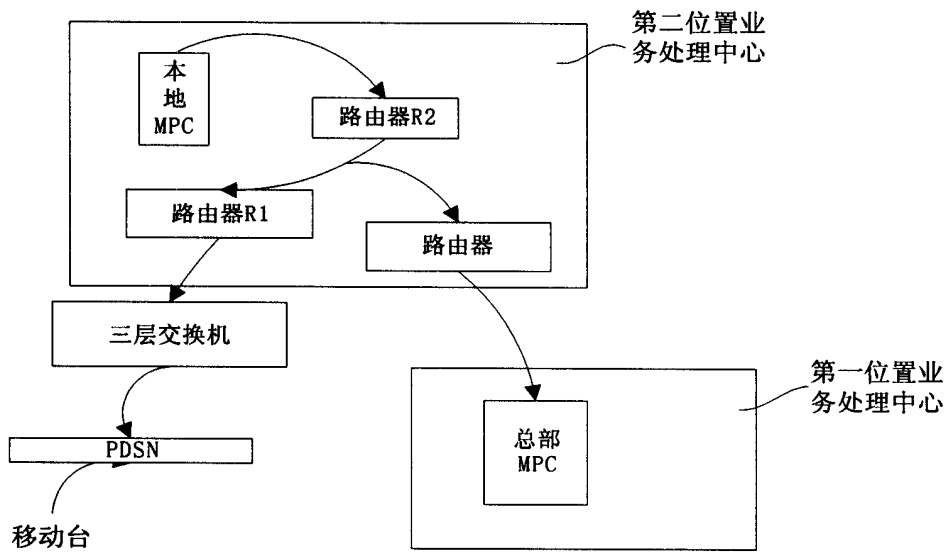 第二位置业
务处理中心
本
地
MPC
路由器R2
路由器R1
路由器
三层交换机
第一位置业
务处理中心
总部
MPC
PDSN
移动台